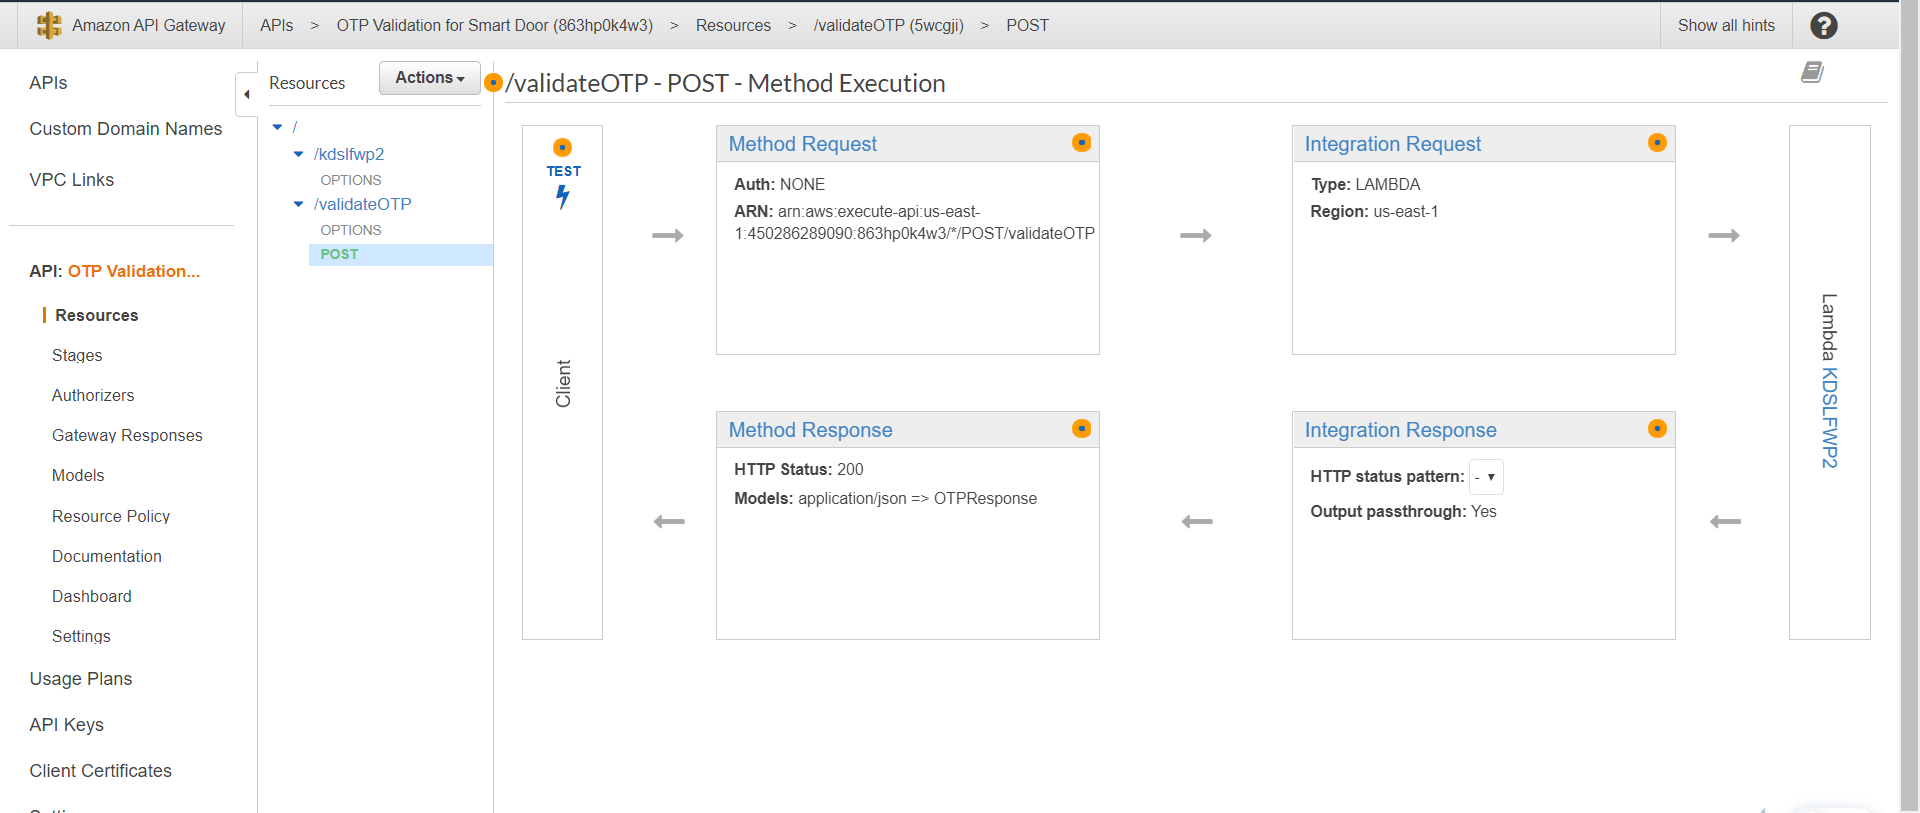 Amazon API Gateway
APIs > OTP Validation for Smart Door (863hp0k4w3) > Resources > /validateOTP (5wcgji) > POST
Show all hints
?
APIs
Custom Domain Names
VPC Links
API: OTP Validation...
Resources
Stages
Authorizers
Gateway Responses
Models
Resource Policy
Documentation
Dashboard
Settings
Usage Plans
API Keys
Client Certificates
Resources
Actions
/
/kdslfwp2
OPTIONS
/validateOTP
OPTIONS
POST
/validateOTP - POST - Method Execution
TEST
Client
Method Request
Auth: NONE
ARN: arn:aws:execute-api:us-east-
1:450286289090:863hp0k4w3/*/POST/validateOTP
Integration Request
Type: LAMBDA
Region: us-east-1
Lambda KDSLFWP2
Method Response
HTTP Status: 200
Models: application/json => OTPResponse
Integration Response
HTTP status pattern: -
Output passthrough: Yes